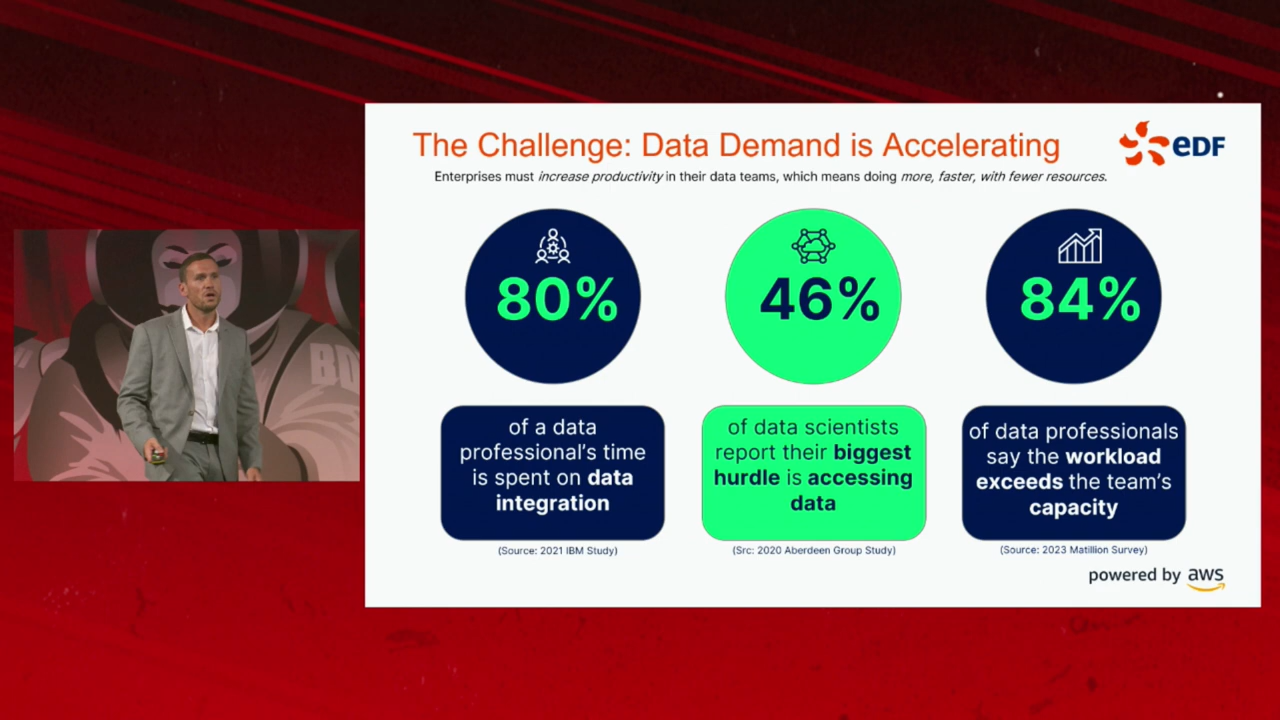 The Challenge: Data Demand is Accelerating
eDF
Enterprises must increase productivity in their data teams, which means doing more, faster, with fewer resources.
80%
46%
84%
of a data
professional's time
is spent on data
integration
of data scientists
report their biggest
hurdle is accessing
data
of data professionals
say the workload
exceeds the team's
capacity
(Source: 2021 IBM Study)
(Src: 2020 Aberdeen Group Study)
(Source: 2023 Matillion Survey)
powered by aws